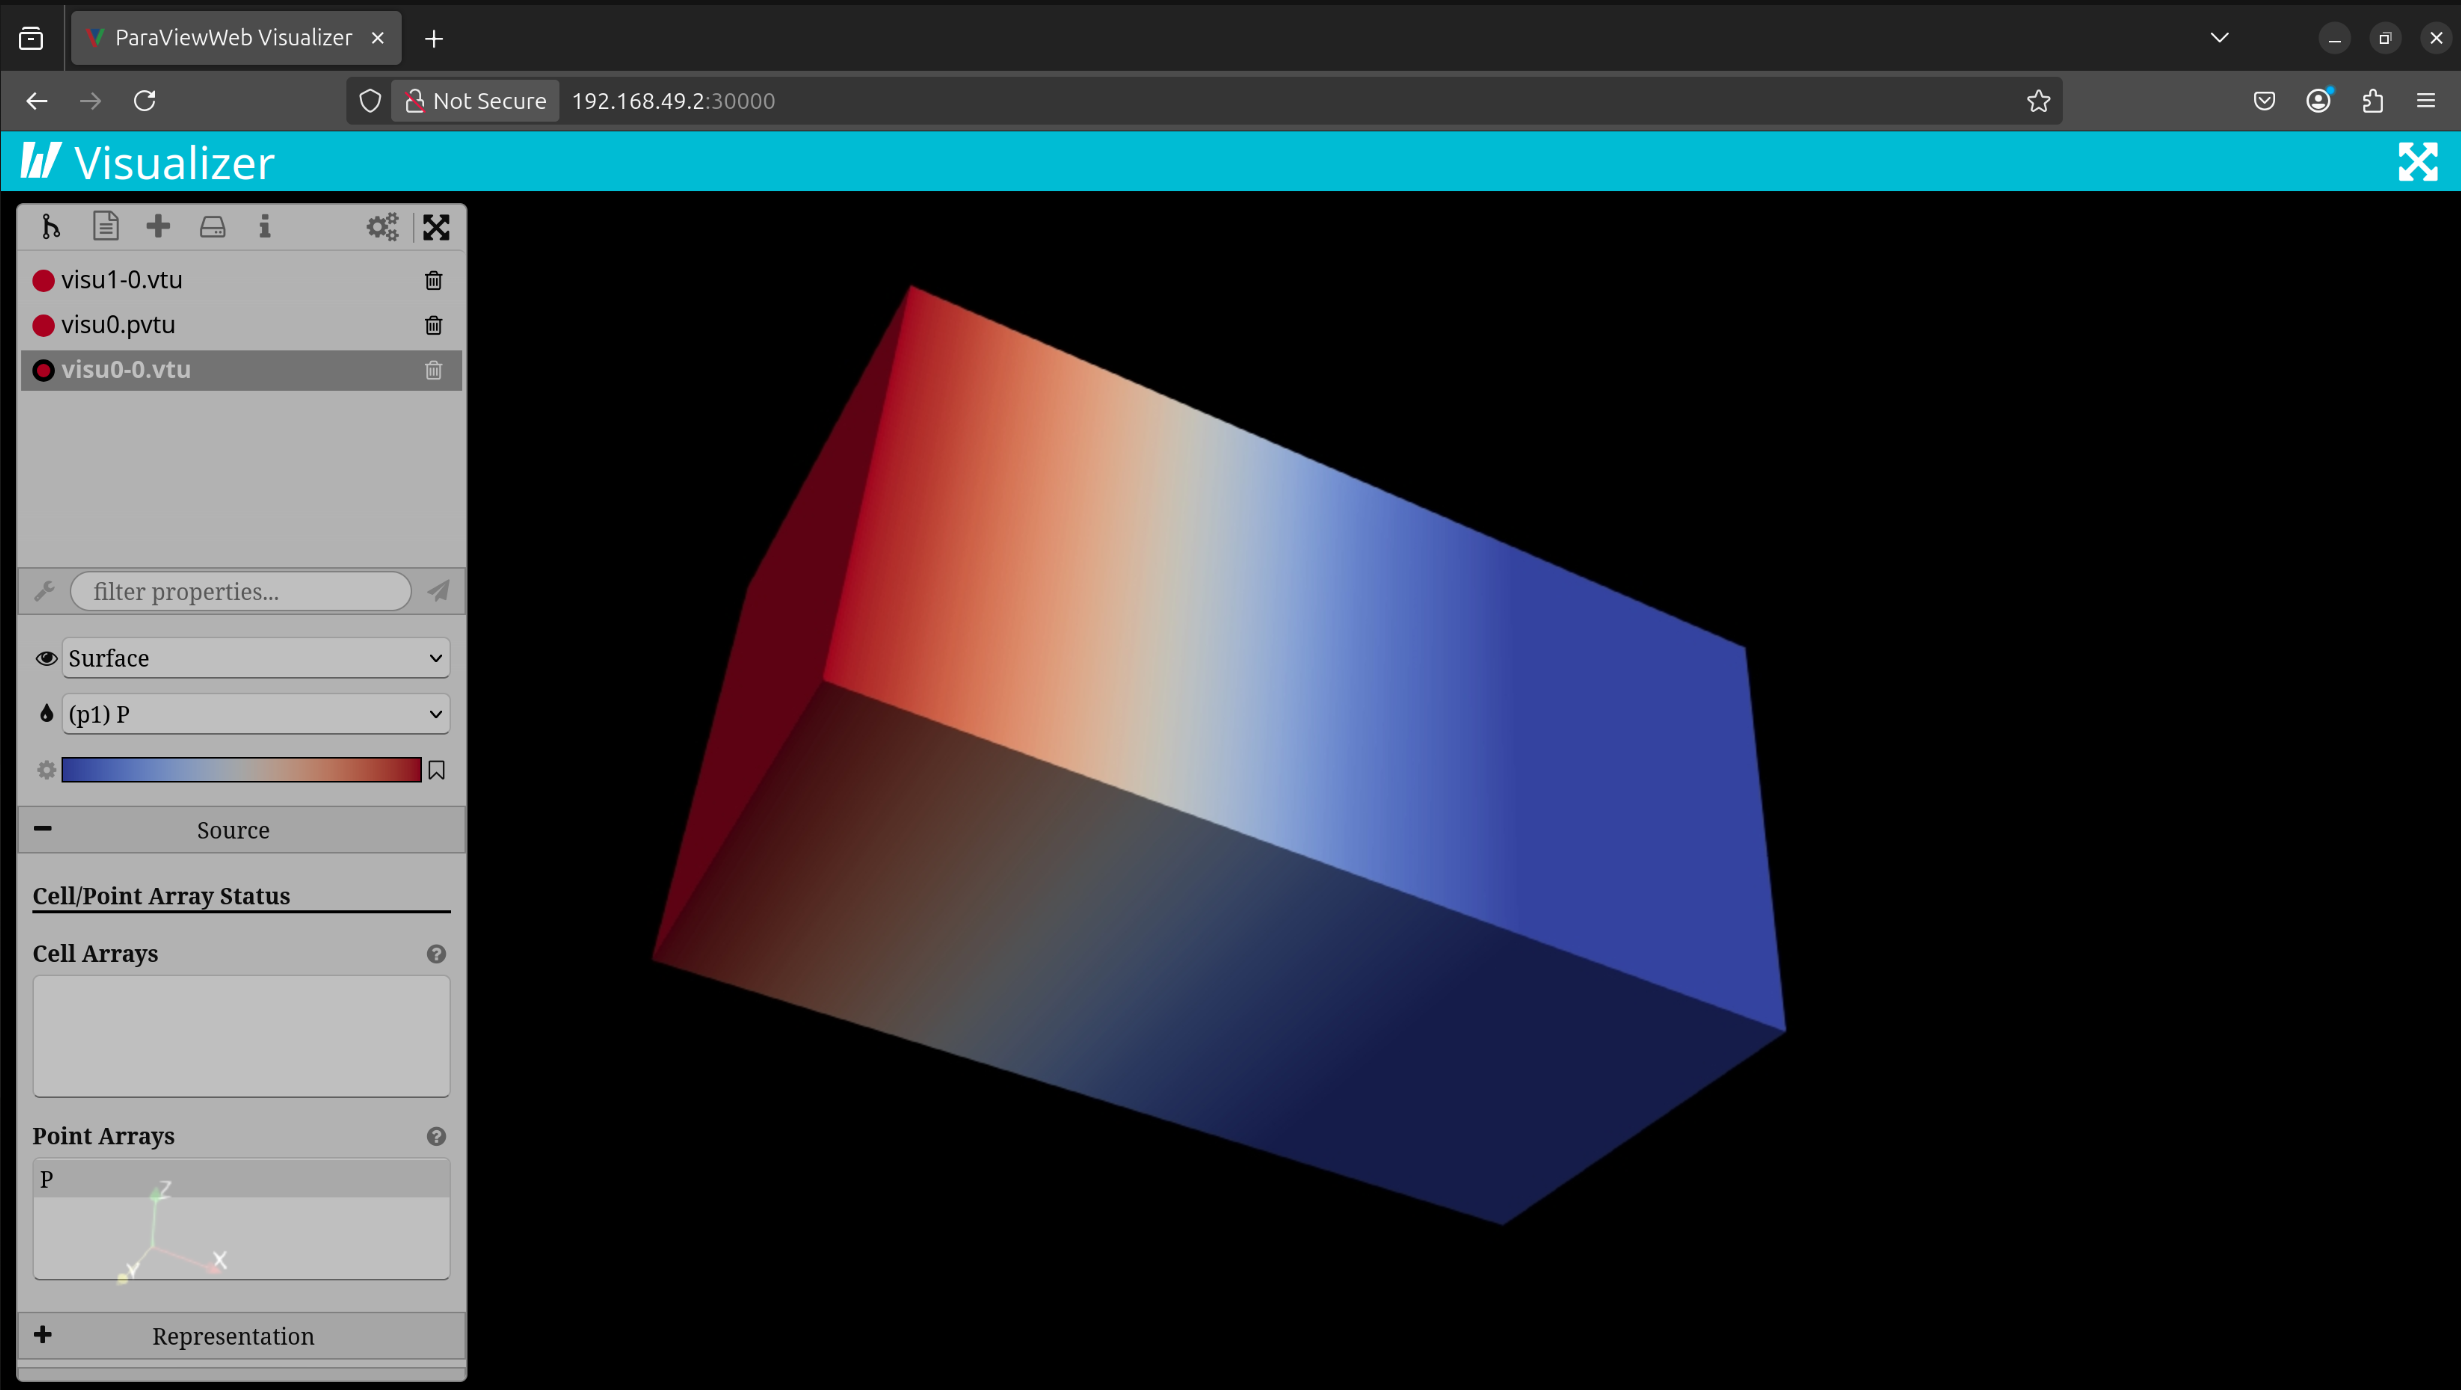 ParaViewWeb Visualizer
Not Secure 192.168.49.2:30000
Visualizer
visu1-0.vtu
visu0.pvtu
visu0-0.vtu
filter properties...
Surface
(p1) P
Source
Cell/Point Array Status
Cell Arrays
Point Arrays
P
Z
X
Y
Representation